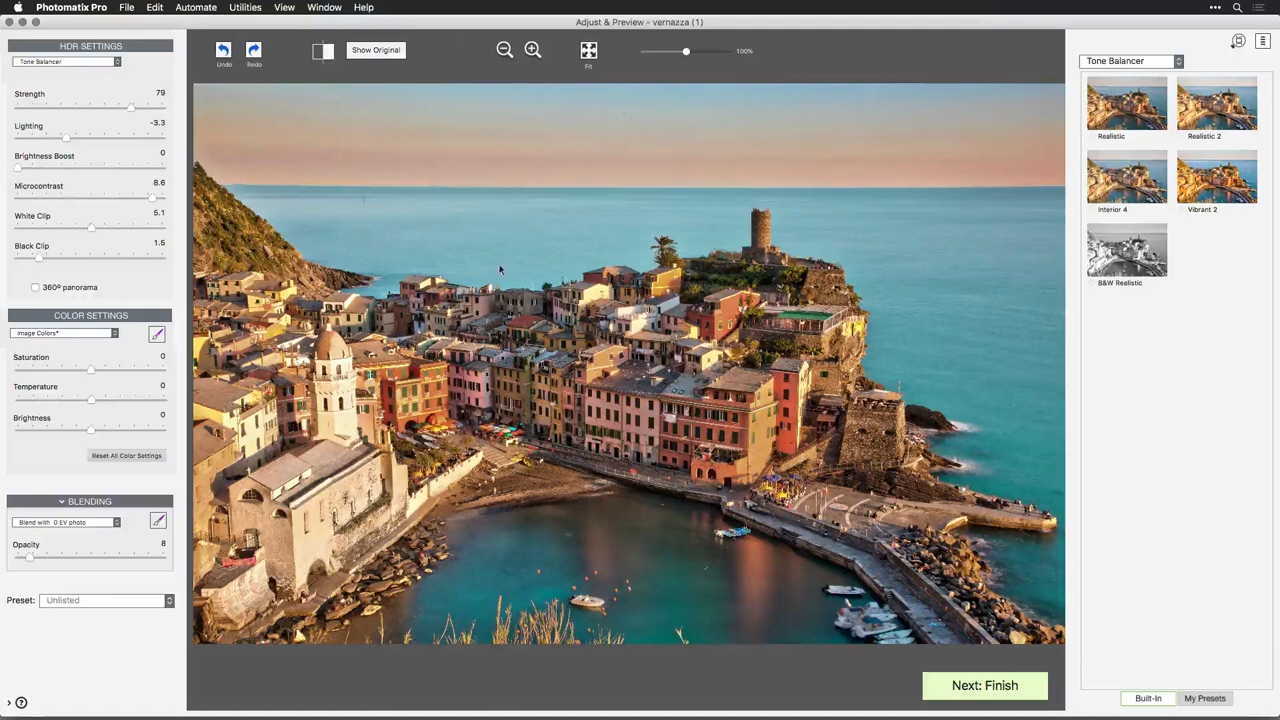 Photomatix Pro File Edit Automate Utilities View Window Help
Adjust & Preview - vernazza (1)
HDR SETTINGS
Tone Balancer
Strength 79
Lighting -3.3
Brightness Boost 0
Microcontrast 8.6
White Clip 5.1
Black Clip 1.5
360º panorama
COLOR SETTINGS
Image Colors*
Saturation 0
Temperature 0
Brightness 0
Reset All Color Settings
BLENDING
Blend with 0 EV photo
Opacity 8
Preset: Unlisted
Undo Redo
Show Original
Fit
100%
Next: Finish
Tone Balancer
Realistic Realistic 2
Interior 4 Vibrant 2
B&W Realistic
Built-In My Presets